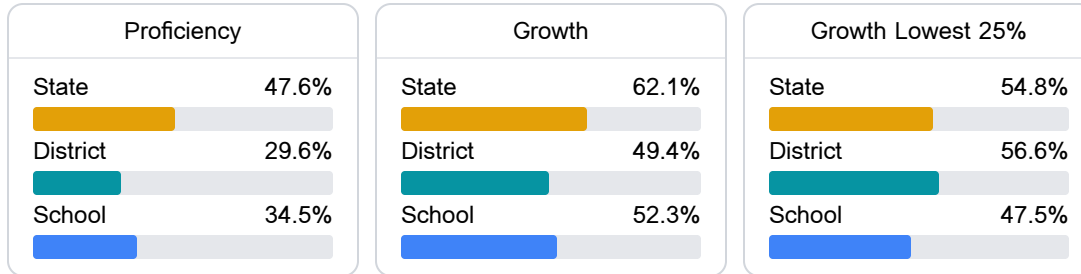 Proficiency
State 47.6%
District 29.6%
School 34.5%
Growth
State 62.1%
District 49.4%
School 52.3%
Growth Lowest 25%
State 54.8%
District 56.6%
School 47.5%